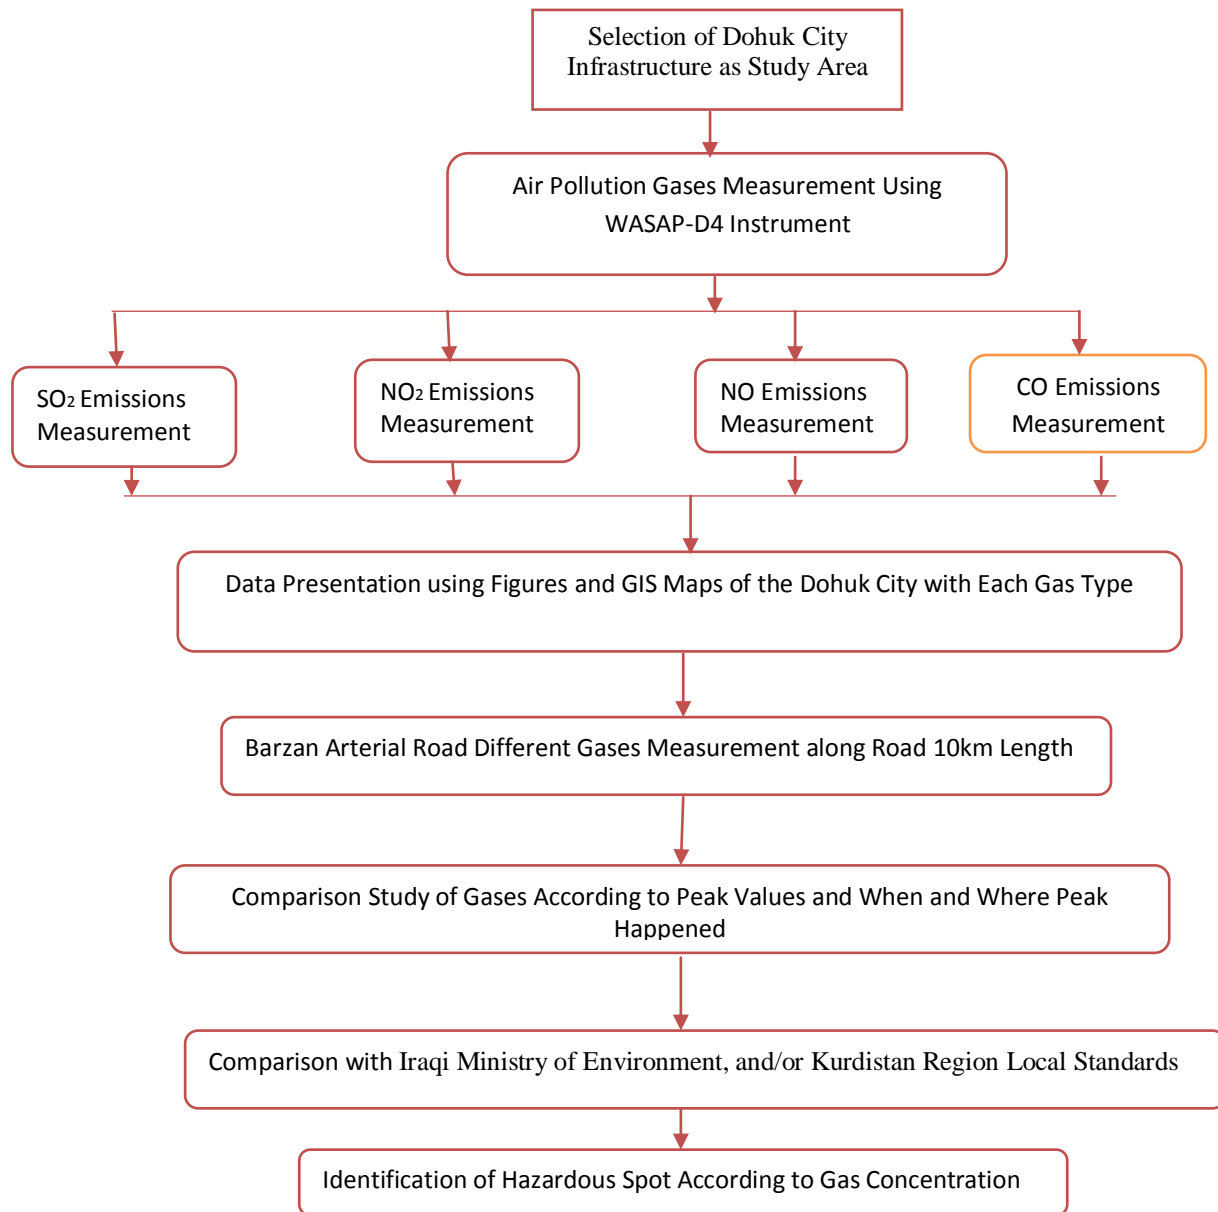 Selection of Dohuk City
Infrastructure as Study Area
Air Pollution Gases Measurement Using
WASAP-D4 Instrument
SO2 Emissions
Measurement
NO2 Emissions
Measurement
NO Emissions
Measurement
CO Emissions
Measurement
Data Presentation using Figures and GIS Maps of the Dohuk City with Each Gas Type
Barzan Arterial Road Different Gases Measurement along Road 10km Length
Comparison Study of Gases According to Peak Values and When and Where Peak
Happened
Comparison with Iraqi Ministry of Environment, and/or Kurdistan Region Local Standards
Identification of Hazardous Spot According to Gas Concentration